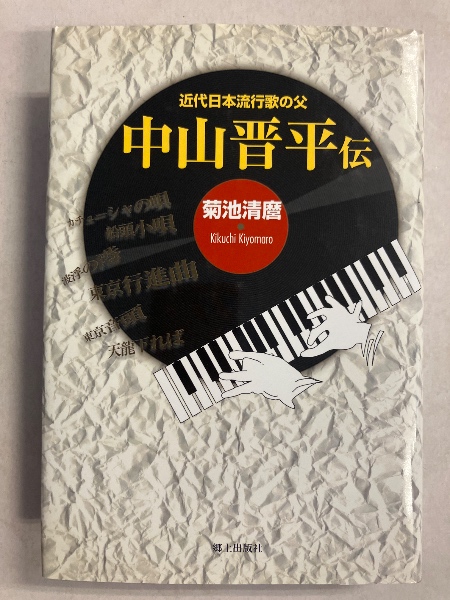 近代日本流行歌の父
中山晋平伝
菊池清麿
Kikuchi Kiyomaro
カチューシャの唄
船頭小唄
波浮の港
東京行進曲
東京音頭
天龍下れば
郷土出版社